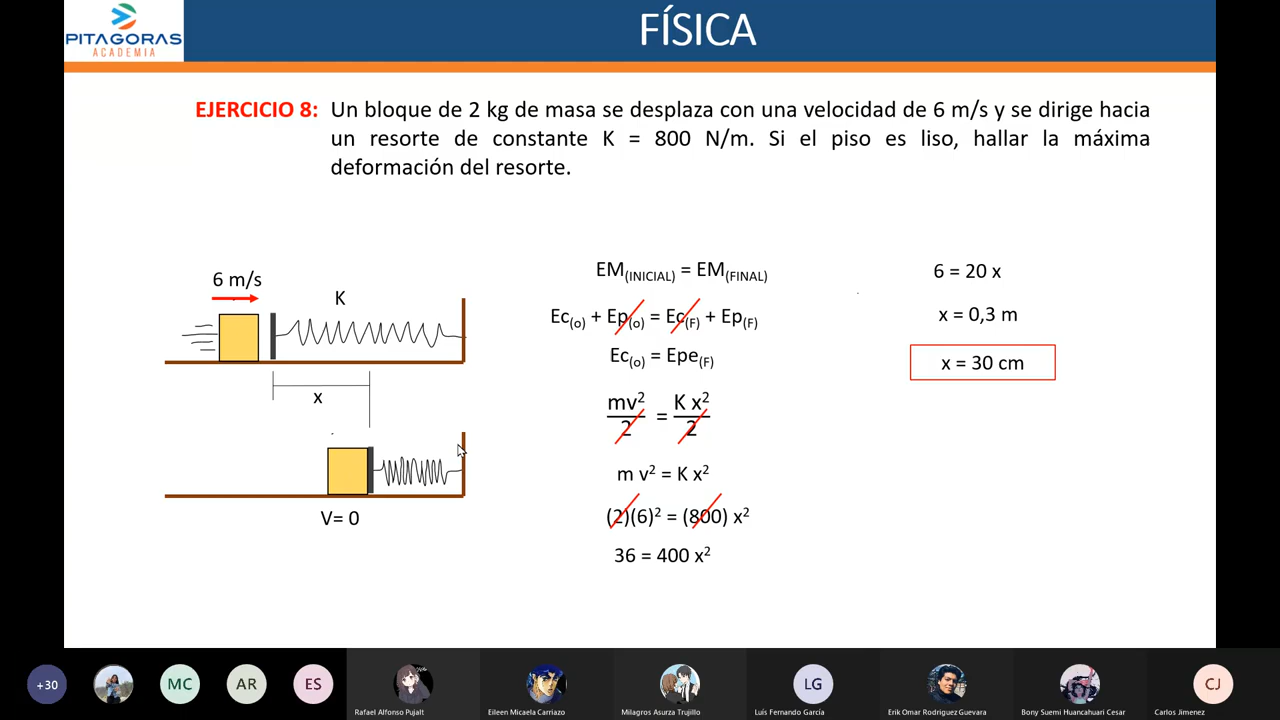 PITAGORAS
ACADEMIA
FÍSICA
EJERCICIO 8: Un bloque de 2 kg de masa se desplaza con una velocidad de 6 m/s y se dirige hacia
un resorte de constante K = 800 N/m. Si el piso es liso, hallar la máxima
deformación del resorte.
6 m/s
K
x
V= 0
EM(INICIAL) = EM(FINAL)
Ec(o) + Ep(o) = Ec(F) + Ep(F)
Ec(o) = Epe(F)
mv² / 2 = K x² / 2
m v² = K x²
(2)(6)² = (800) x²
36 = 400 x²
6 = 20 x
x = 0,3 m
x = 30 cm
+30
MC
AR
ES
LG
CJ
Rafael Alfonso Pujalt
Eileen Micaela Carriazo
Milagros Asurza Trujillo
Luís Fernando García
Erik Omar Rodriguez Guevara
Bony Suemi Huancahuari Cesar
Carlos Jimenez